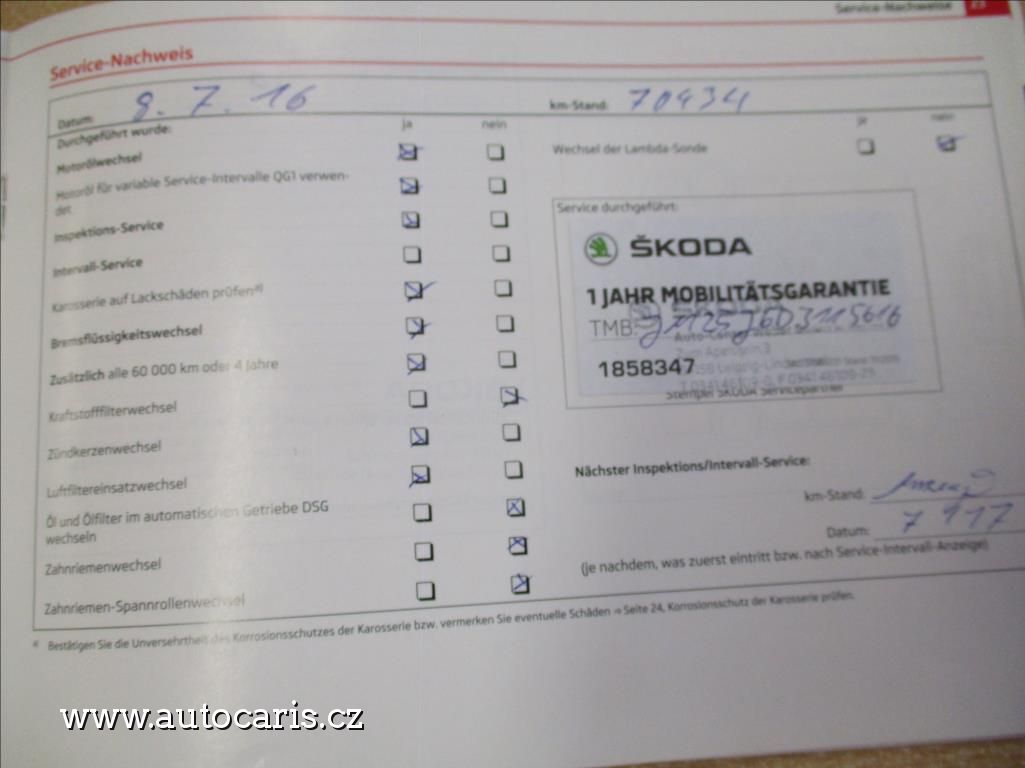 Service-Nachweise 23
Service-Nachweis
Datum: 8. 7. 16 km-Stand: 70434
Durchgeführt wurde: ja nein
Motorölwechsel
Motoröl für variable Service-Intervalle QG1 verwen-
det
Inspektions-Service
Intervall-Service
Karosserie auf Lackschäden prüfen a)
Bremsflüssigkeitswechsel
Zusätzlich alle 60 000 km oder 4 Jahre
Kraftstofffilterwechsel
Zündkerzenwechsel
Luftfiltereinsatzwechsel
Öl und Ölfilter im automatischen Getriebe DSG
wechseln
Zahnriemenwechsel
Zahnriemen-Spannrollenwechsel
ja nein
Wechsel der Lambda-Sonde
Service durchgeführt:
ŠKODA
1 JAHR MOBILITÄTSGARANTIE
TMB
1858347
Stempel ŠKODA Servicepartner
Nächster Inspektions/Intervall-Service:
km-Stand:
Datum: 7 9 17
(je nachdem, was zuerst eintritt bzw. nach Service-Intervall-Anzeige)
a) Bestätigen Sie die Unversehrtheit des Korrosionsschutzes der Karosserie bzw. vermerken Sie eventuelle Schäden ⇒ Seite 24, Korrosionsschutz der Karosserie prüfen.
www.autocaris.cz